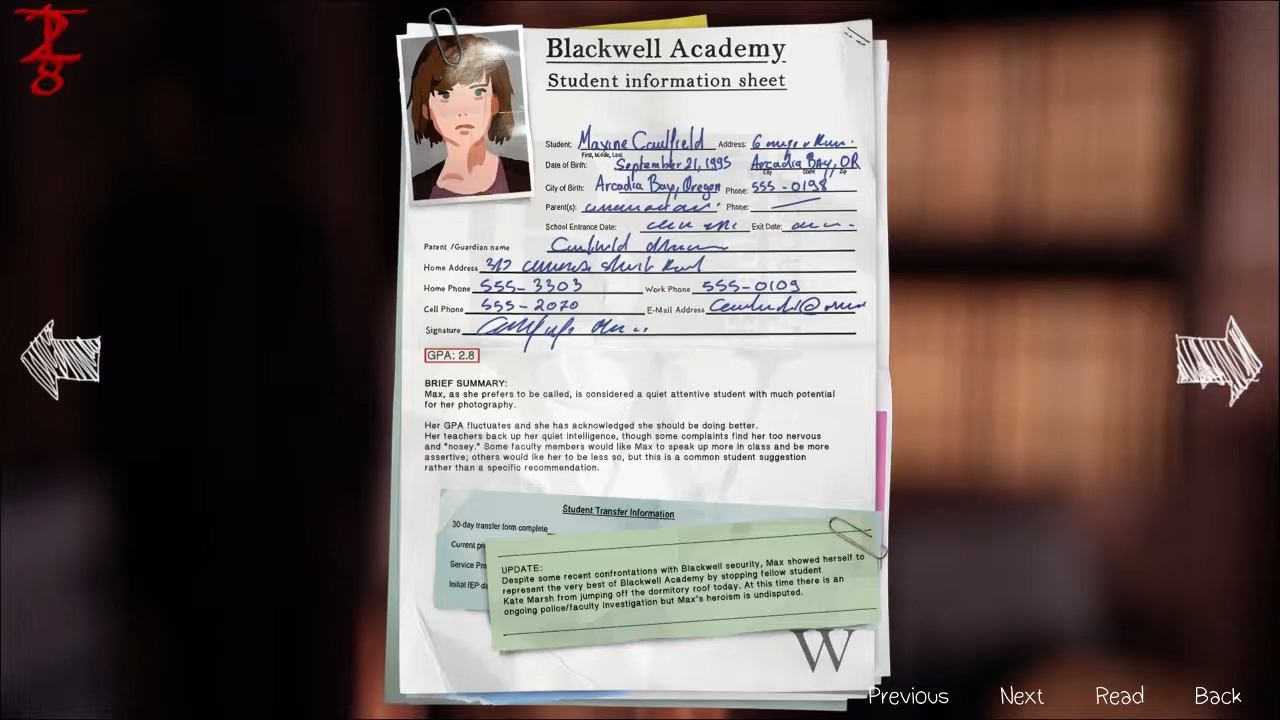 Blackwell Academy
Student information sheet
Student: Maxine Caulfield Address:
First, Middle, Last
Date of Birth: September 21, 1995 Arcadia Bay, OR
City State Zip
City of Birth: Arcadia Bay, Oregon Phone: 555-0198
Parent(s): Phone:
School Entrance Date: Exit Date:
Parent /Guardian name
Home Address
Home Phone 555-3303 Work Phone 555-0109
Cell Phone 555-2070 E-Mail Address
Signature
GPA: 2.8
BRIEF SUMMARY:
Max, as she prefers to be called, is considered a quiet attentive student with much potential
for her photography.
Her GPA fluctuates and she has acknowledged she should be doing better.
Her teachers back up her quiet intelligence, though some complaints find her too nervous
and "nosey." Some faculty members would like Max to speak up more in class and be more
assertive; others would like her to be less so, but this is a common student suggestion
rather than a specific recommendation.
Student Transfer Information
30-day transfer form complete
Current
Service
Initial IEP
UPDATE:
Despite some recent confrontations with Blackwell security, Max showed herself to
represent the very best of Blackwell Academy by stopping fellow student
Kate Marsh from jumping off the dormitory roof today. At this time there is an
ongoing police/faculty investigation but Max's heroism is undisputed.
W
Previous Next Read Back